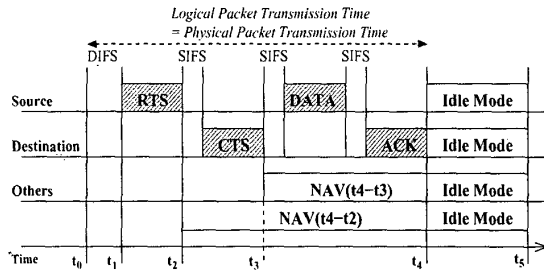 Logical Packet Transmission Time
= Physical Packet Transmission Time
DIFS SIFS SIFS SIFS
Source RTS DATA Idle Mode
Destination CTS ACK Idle Mode
Others NAV(t4−t3) Idle Mode
NAV(t4−t2) Idle Mode
Time t0 t1 t2 t3 t4 t5